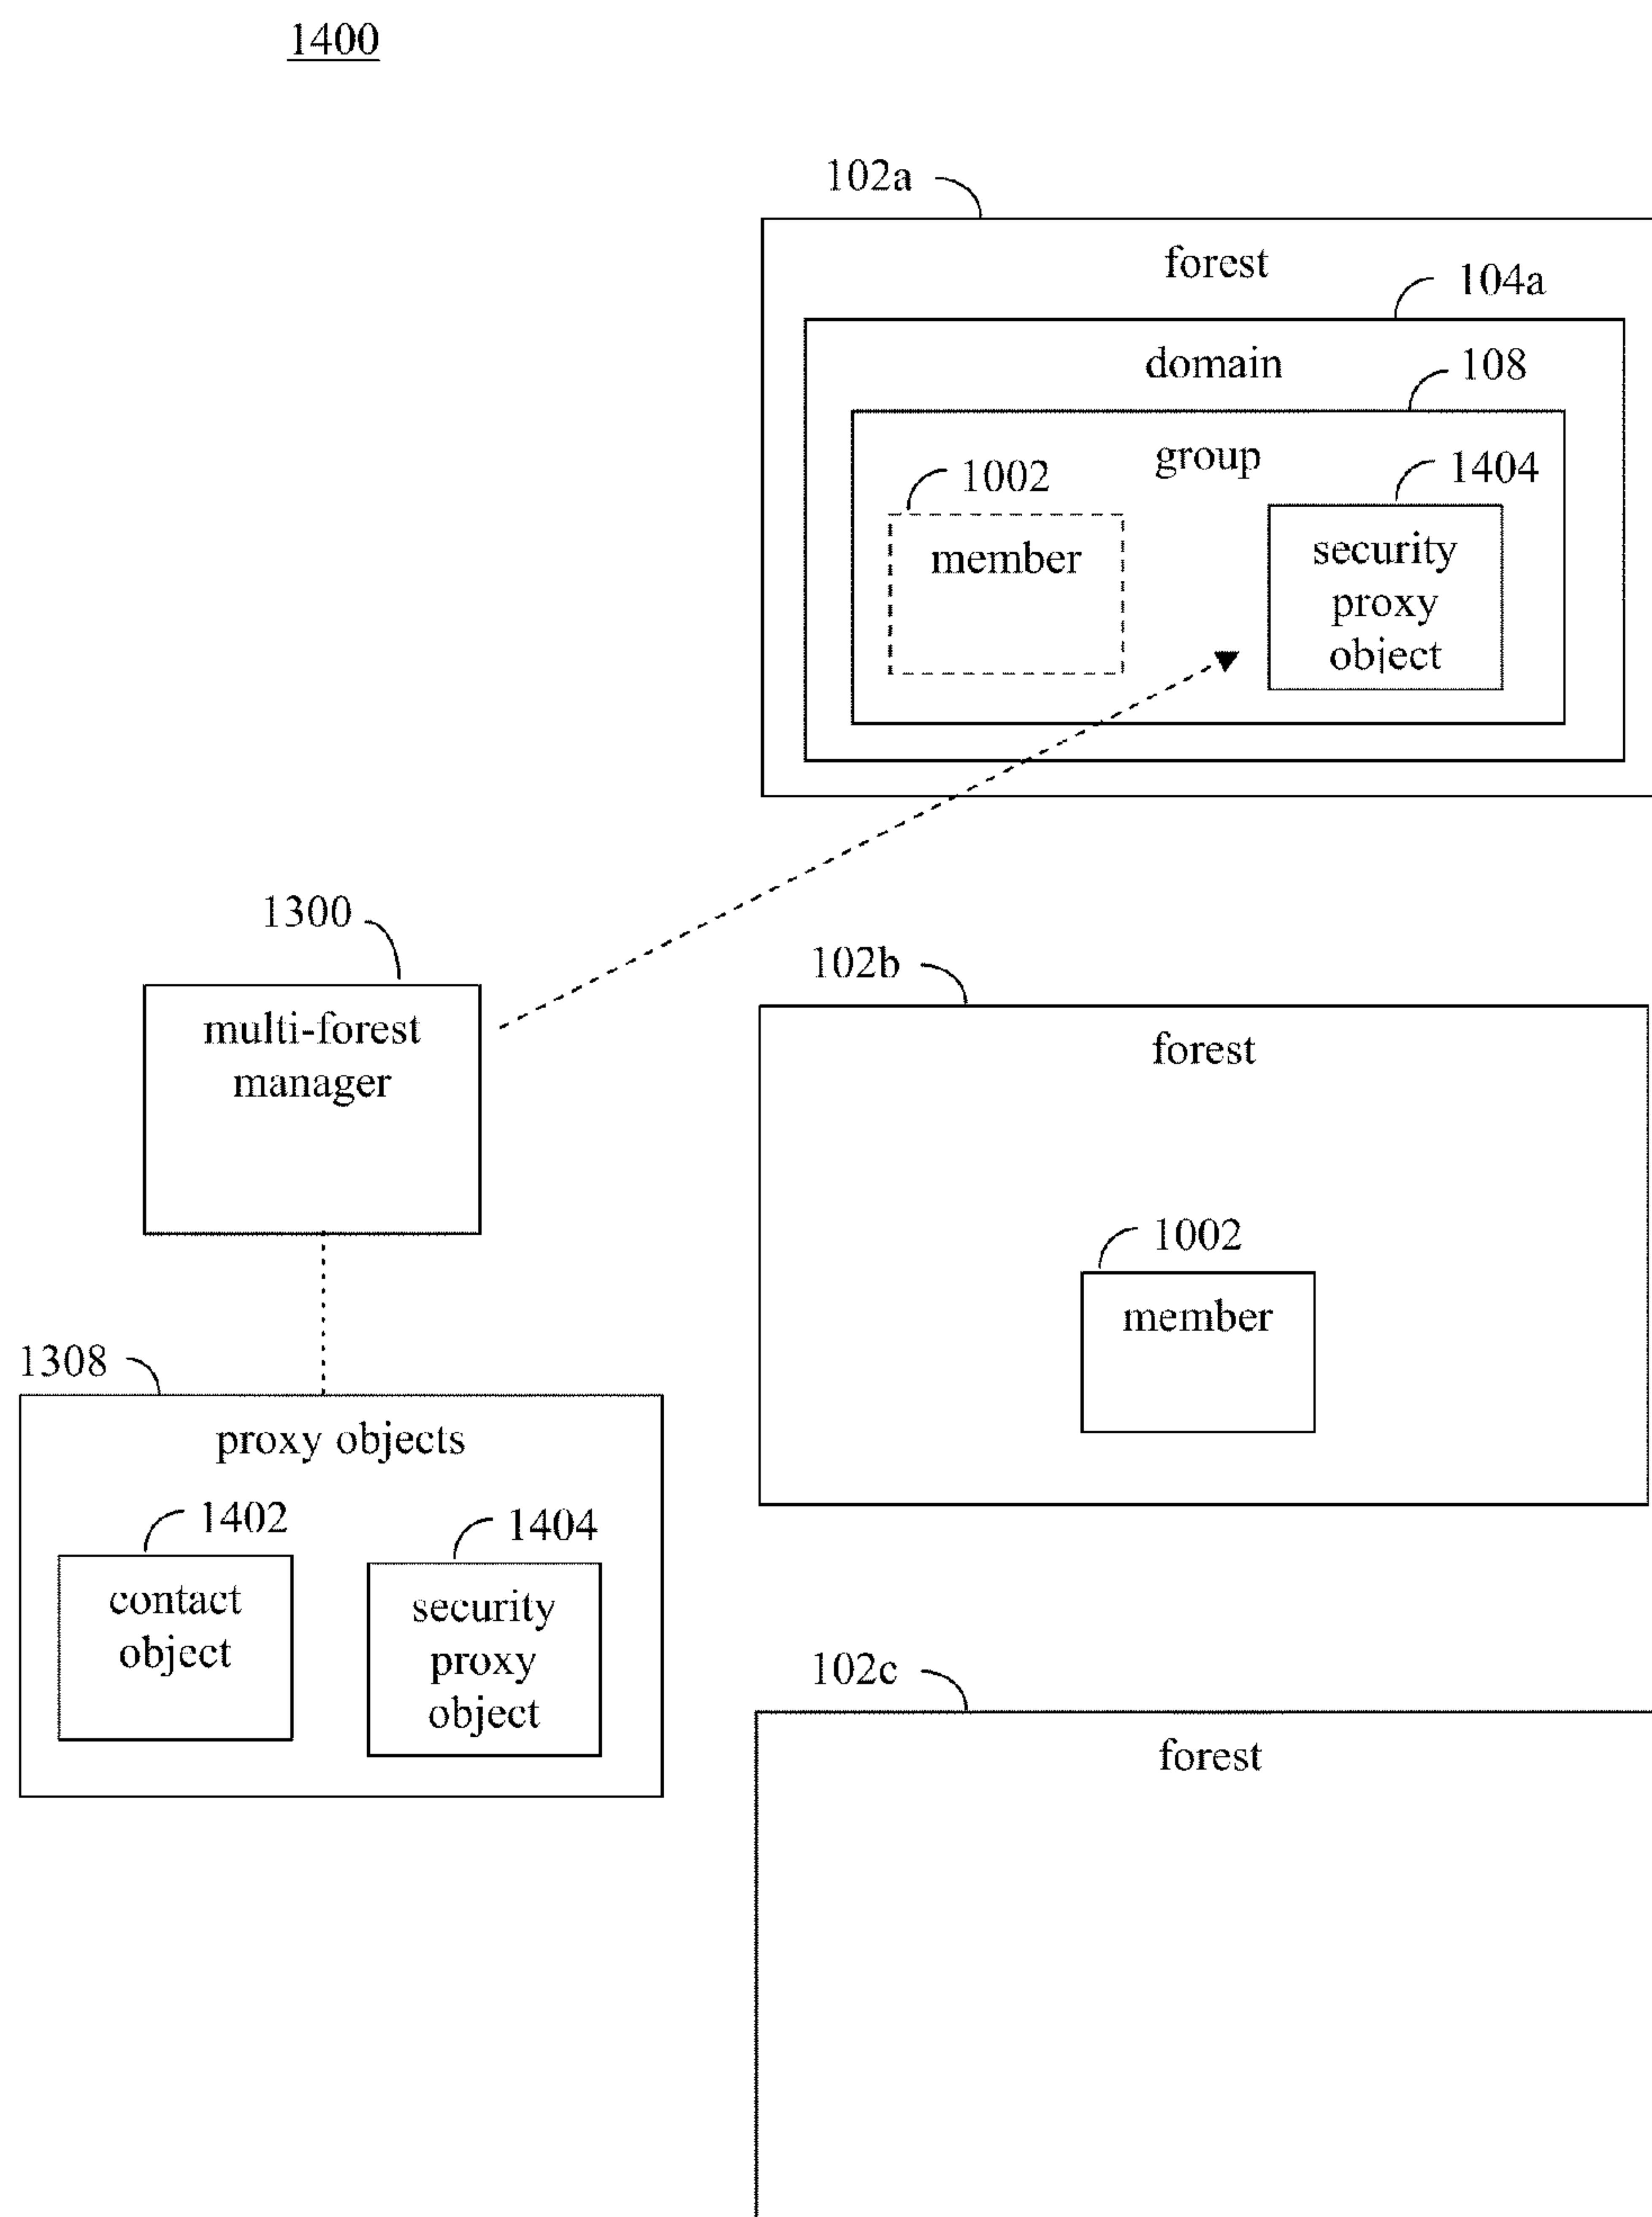 1400
102a
forest
104a
domain
108
group
1002
1404
member
security
proxy
object
1300
multi-forest
manager
102b
forest
1002
member
1308
proxy objects
1402
1404
contact
object
security
proxy
object
102c
forest